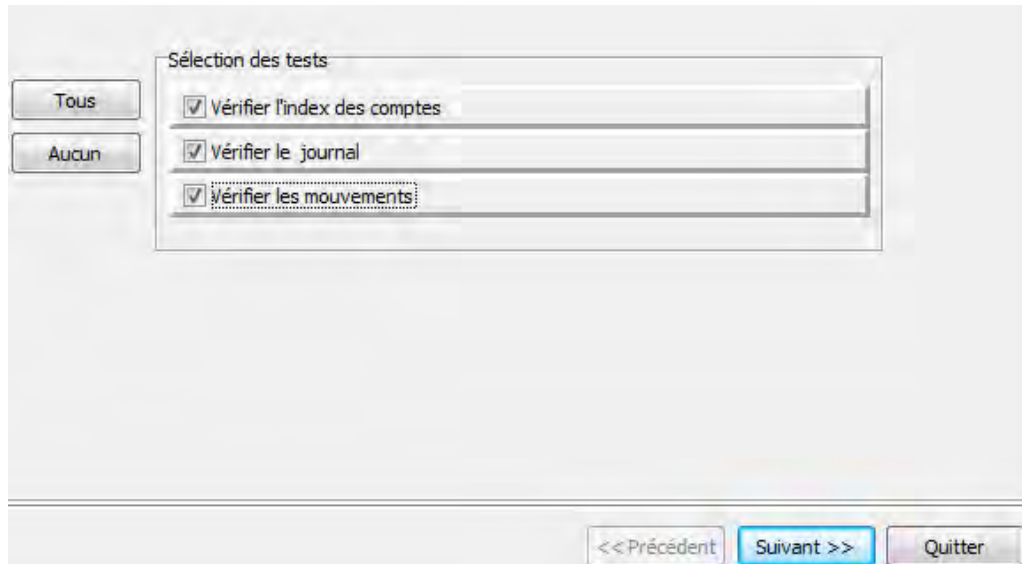 Sélection des tests
Tous
Vérifier l'index des comptes
Aucun
Vérifier le journal
Vérifier les mouvements
<<Précédent
Suivant >>
Quitter